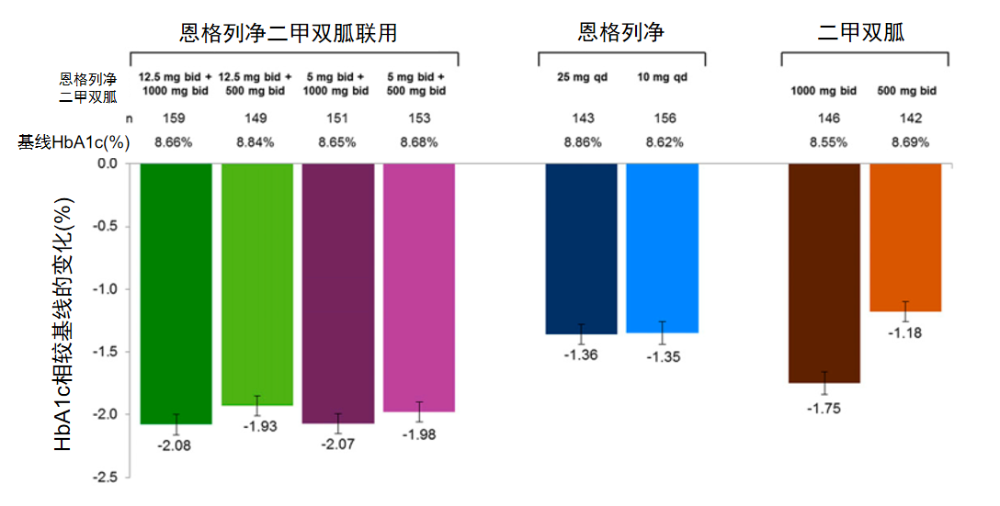 恩格列净二甲双胍联用 恩格列净 二甲双胍
恩格列净 12.5 mg bid + 12.5 mg bid + 5 mg bid + 5 mg bid + 25 mg qd 10 mg qd
二甲双胍 1000 mg bid 500 mg bid 1000 mg bid 500 mg bid 1000 mg bid 500 mg bid
n 159 149 151 153 143 156 146 142
基线HbA1c(%) 8.66% 8.84% 8.65% 8.68% 8.86% 8.62% 8.55% 8.69%
HbA1c相较基线的变化(%)
0.0
-0.5
-1.0
-1.5
-2.0
-2.5
-2.08
-1.93
-2.07
-1.98
-1.36
-1.35
-1.75
-1.18